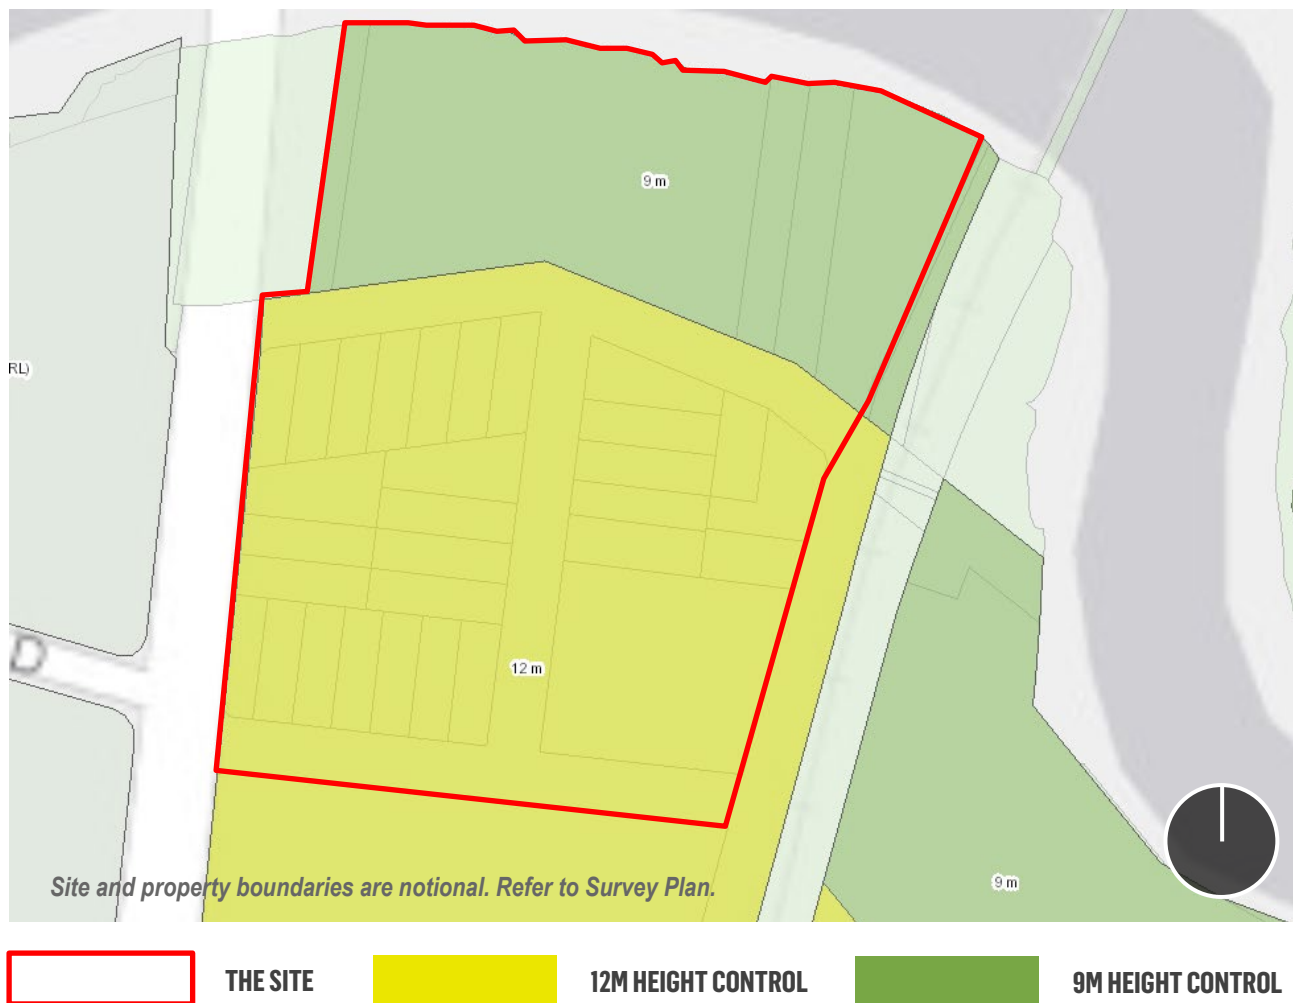 9 m
RL)
D
12 m
9 m
Site and property boundaries are notional. Refer to Survey Plan.
THE SITE
12M HEIGHT CONTROL
9M HEIGHT CONTROL